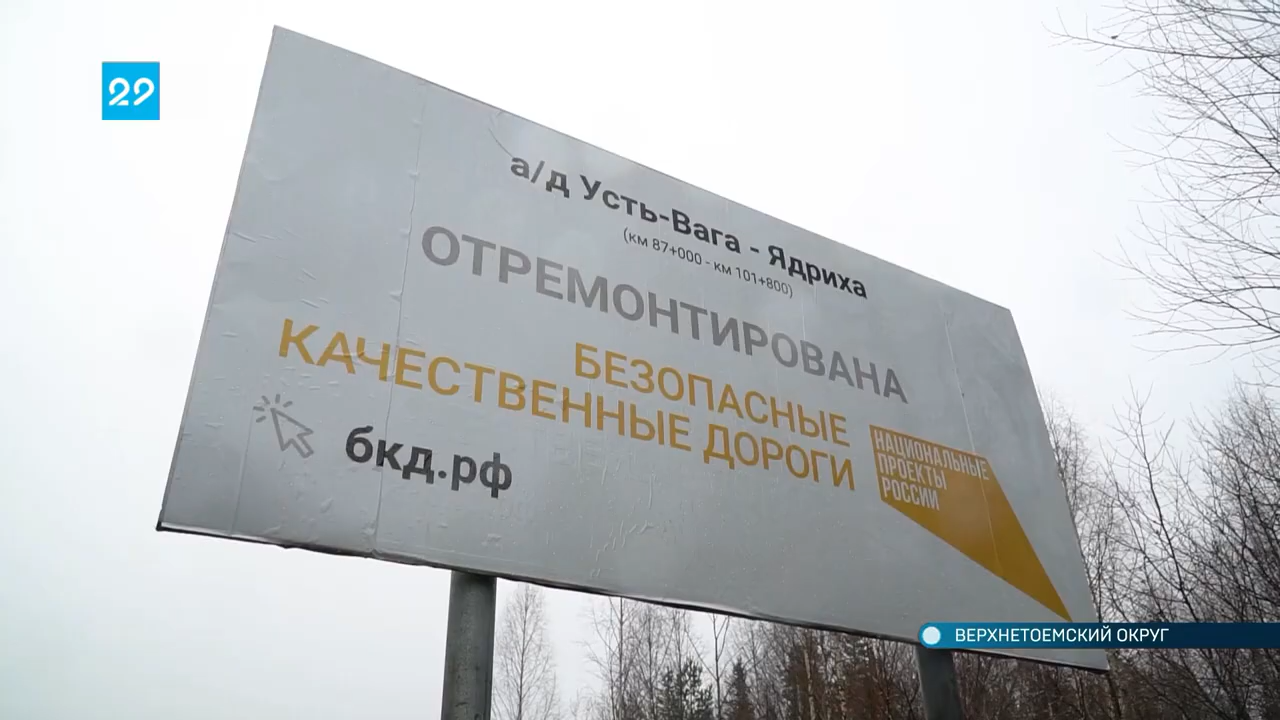 29
а/д Усть-Вага - Ядриха
(км 87+000 - км 101+800)
ОТРЕМОНТИРОВАНА
БЕЗОПАСНЫЕ
КАЧЕСТВЕННЫЕ ДОРОГИ
бкд.рф
НАЦИОНАЛЬНЫЕ
ПРОЕКТЫ
РОССИИ
ВЕРХНЕТОЕМСКИЙ ОКРУГ